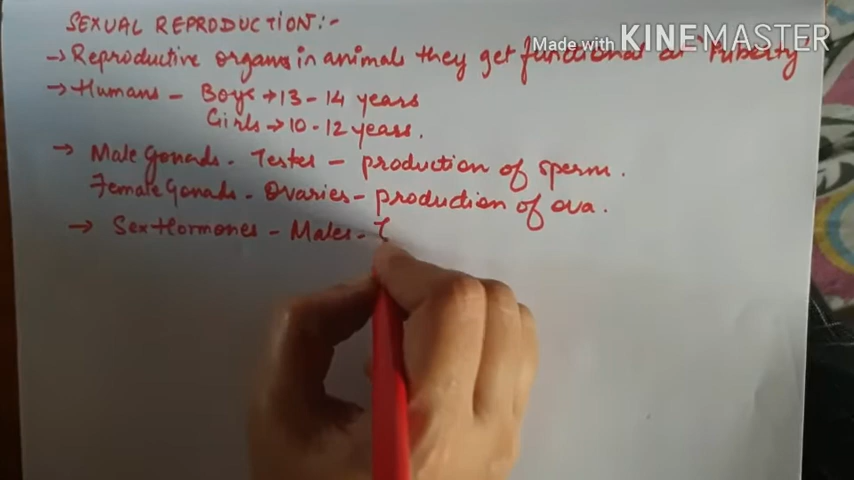 SEXUAL REPRODUCTION:-
Made with KINEMASTER
→ Reproductive organs in animals they get functional at Puberty
→ Humans - Boys → 13 - 14 years
Girls → 10 - 12 years.
→ Male Gonads - Testes - production of sperm.
Female Gonads - Ovaries - production of ova.
→ Sex Hormones - Males -